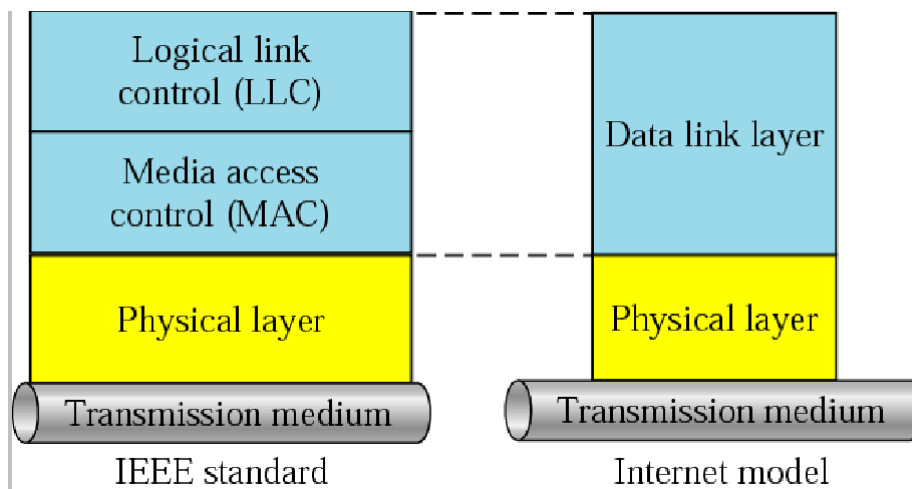 Logical link
control (LLC)
Media access
control (MAC)
Physical layer
Transmission medium
IEEE standard
Data link layer
Physical layer
Transmission medium
Internet model